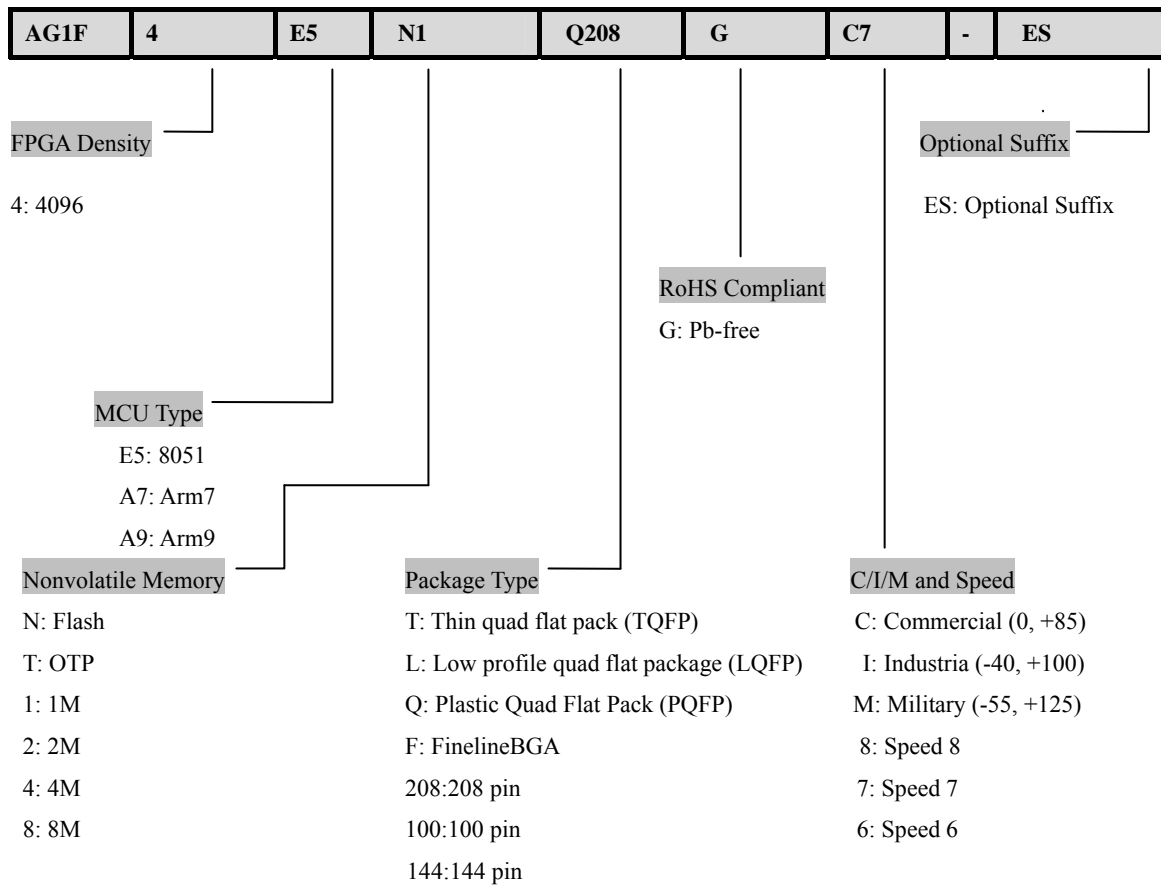 AG1F 4 E5 N1 Q208 G C7 - ES
FPGA Density
4: 4096
Optional Suffix
ES: Optional Suffix
RoHS Compliant
G: Pb-free
MCU Type
E5: 8051
A7: Arm7
A9: Arm9
Nonvolatile Memory
N: Flash
T: OTP
1: 1M
2: 2M
4: 4M
8: 8M
Package Type
T: Thin quad flat pack (TQFP)
L: Low profile quad flat package (LQFP)
Q: Plastic Quad Flat Pack (PQFP)
F: FinelineBGA
208:208 pin
100:100 pin
144:144 pin
C/I/M and Speed
C: Commercial (0, +85)
I: Industria (-40, +100)
M: Military (-55, +125)
8: Speed 8
7: Speed 7
6: Speed 6